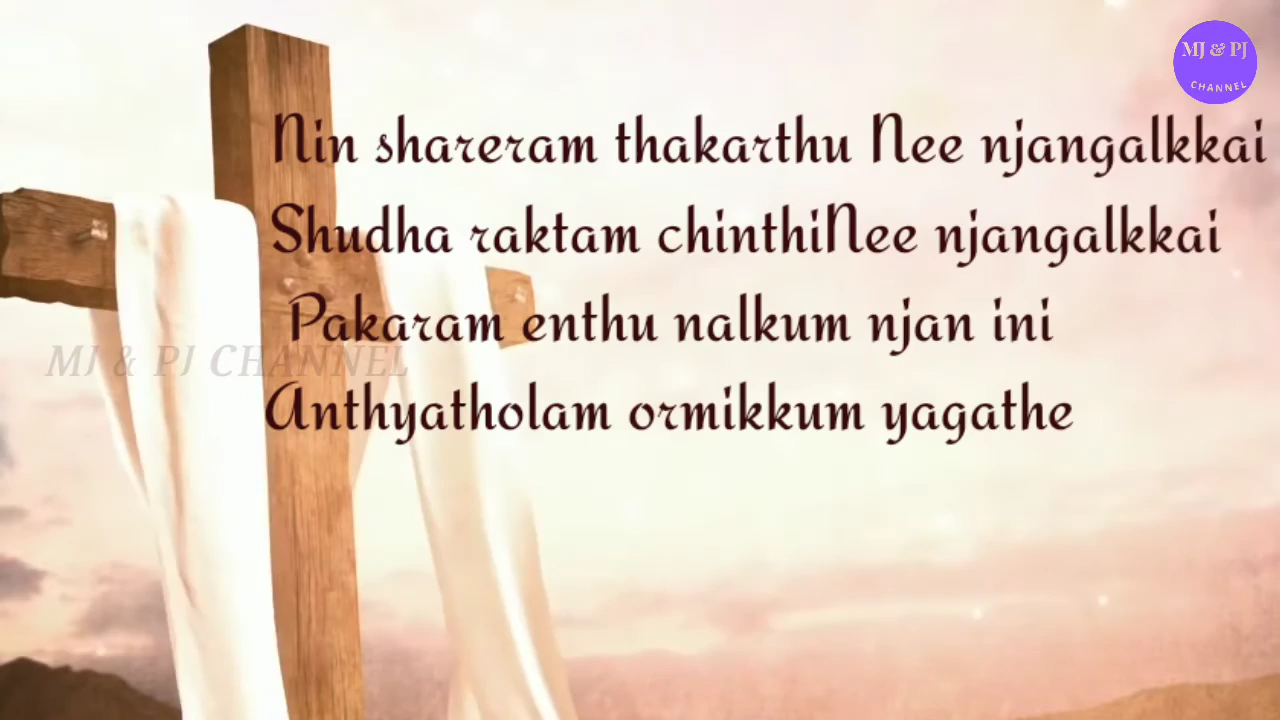 MJ & PJ
CHANNEL
Nin shareram thakarthu Nee njangalkkai
Shudha raktam chinthiNee njangalkkai
Pakaram enthu nalkum njan ini
MJ & PJ CHANNEL
Anthyatholam ormikkum yagathe